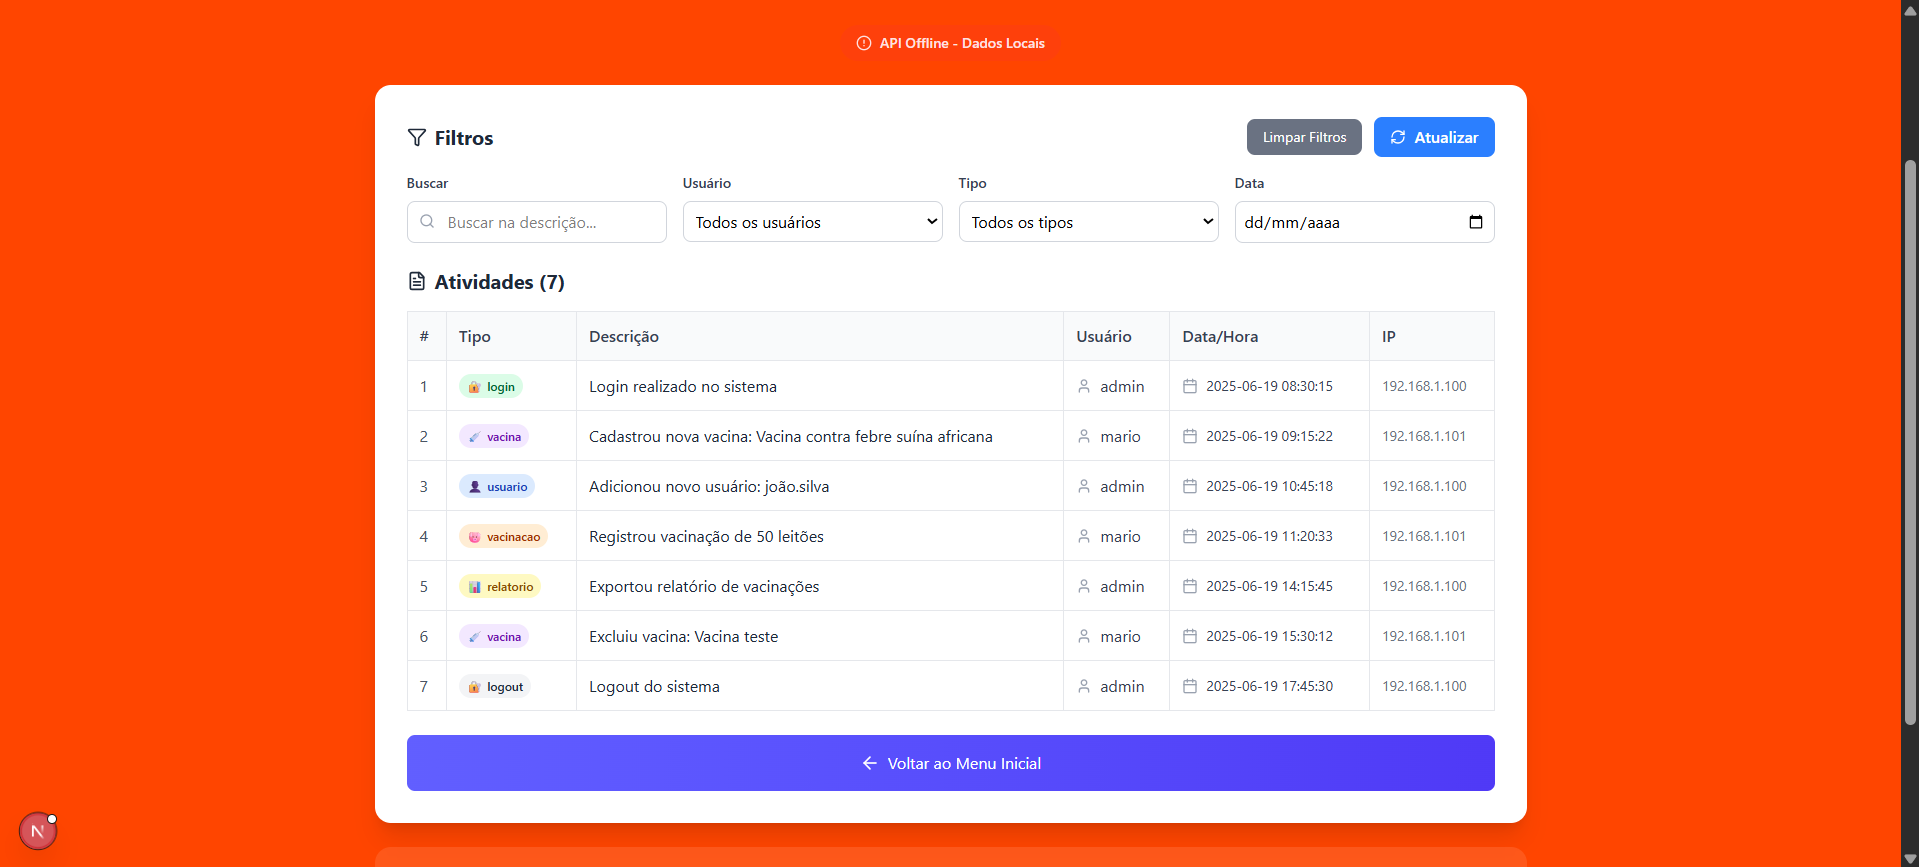 API Offline - Dados Locais
Filtros
Limpar Filtros
Atualizar
Buscar
Usuário
Tipo
Data
Buscar na descrição...
Todos os usuários
Todos os tipos
dd/mm/aaaa
Atividades (7)
# Tipo Descrição Usuário Data/Hora IP
1 login Login realizado no sistema admin 2025-06-19 08:30:15 192.168.1.100
2 vacina Cadastrou nova vacina: Vacina contra febre suína africana mario 2025-06-19 09:15:22 192.168.1.101
3 usuario Adicionou novo usuário: joão.silva admin 2025-06-19 10:45:18 192.168.1.100
4 vacinacao Registrou vacinação de 50 leitões mario 2025-06-19 11:20:33 192.168.1.101
5 relatorio Exportou relatório de vacinações admin 2025-06-19 14:15:45 192.168.1.100
6 vacina Excluiu vacina: Vacina teste mario 2025-06-19 15:30:12 192.168.1.101
7 logout Logout do sistema admin 2025-06-19 17:45:30 192.168.1.100
Voltar ao Menu Inicial
N